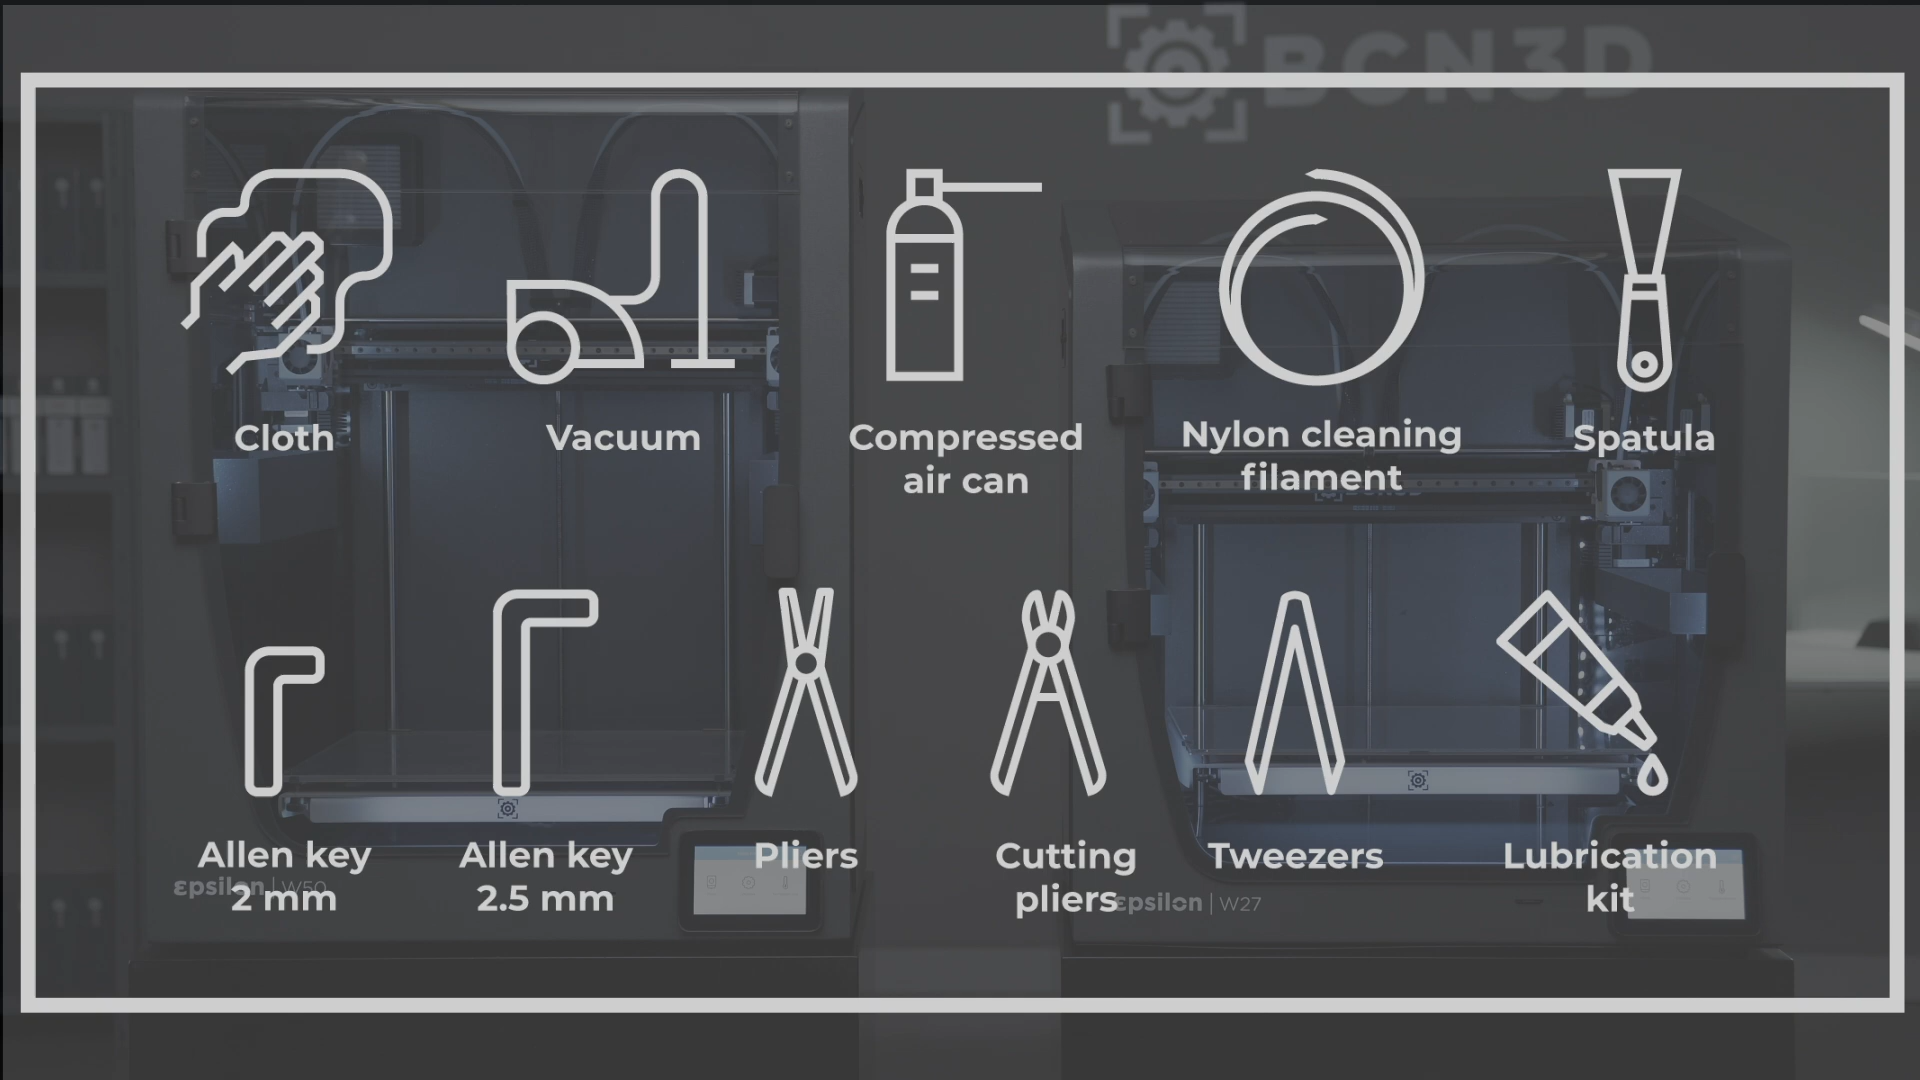 BCN3D
Cloth
Vacuum
Compressed
air can
Nylon cleaning
filament
Spatula
Allen key
2 mm
Allen key
2.5 mm
Pliers
Cutting
pliers
Tweezers
Lubrication
kit
epsilon | W50
epsilon | W27